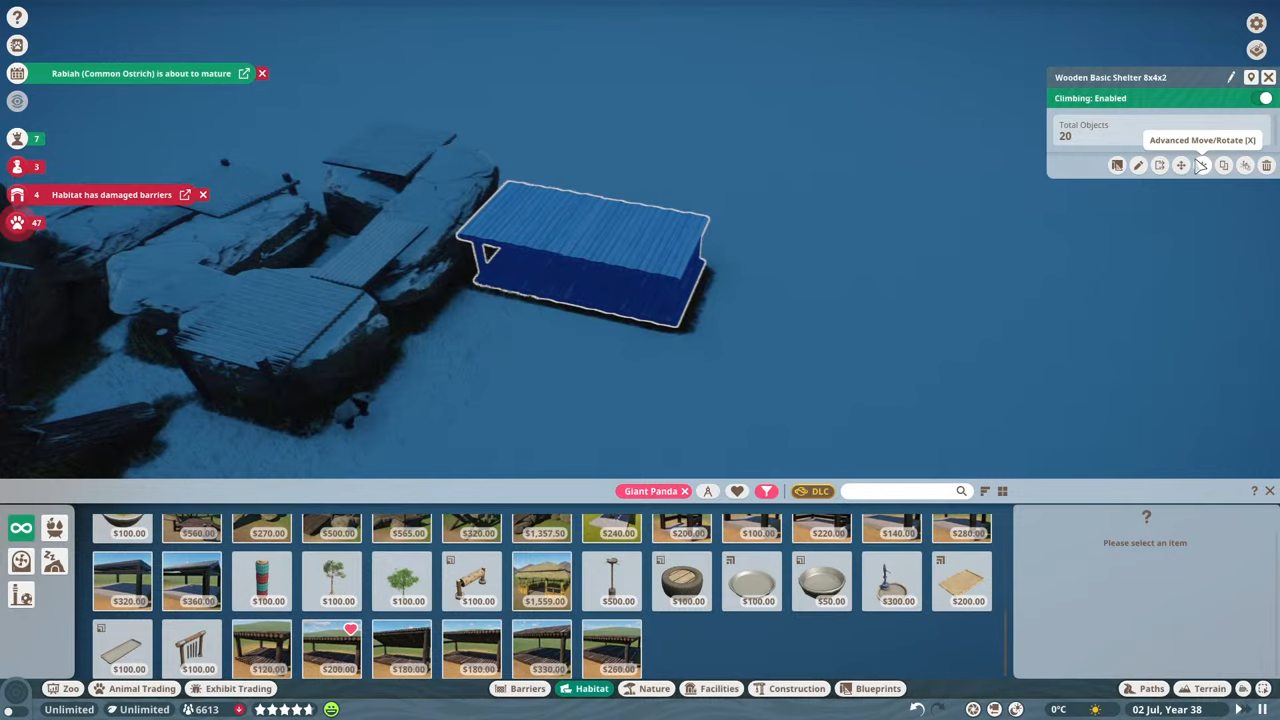 ?
Rabiah (Common Ostrich) is about to mature
7
3
4 Habitat has damaged barriers
47
Wooden Basic Shelter 8x4x2
Climbing: Enabled
Total Objects
20
Advanced Move/Rotate [X]
Giant Panda
DLC
?
$100.00 $560.00 $270.00 $500.00 $565.00 $320.00 $1,357.50 $240.00 $200.00 $100.00 $220.00 $140.00 $280.00
?
Please select an item
$320.00 $360.00 $100.00 $100.00 $100.00 $100.00 $1,559.00 $500.00 $100.00 $100.00 $50.00 $300.00 $200.00
$100.00 $100.00 $120.00 $200.00 $180.00 $180.00 $330.00 $260.00
Zoo Animal Trading Exhibit Trading Barriers Habitat Nature Facilities Construction Blueprints Paths Terrain
Unlimited Unlimited 6613 0°C 02 Jul, Year 38